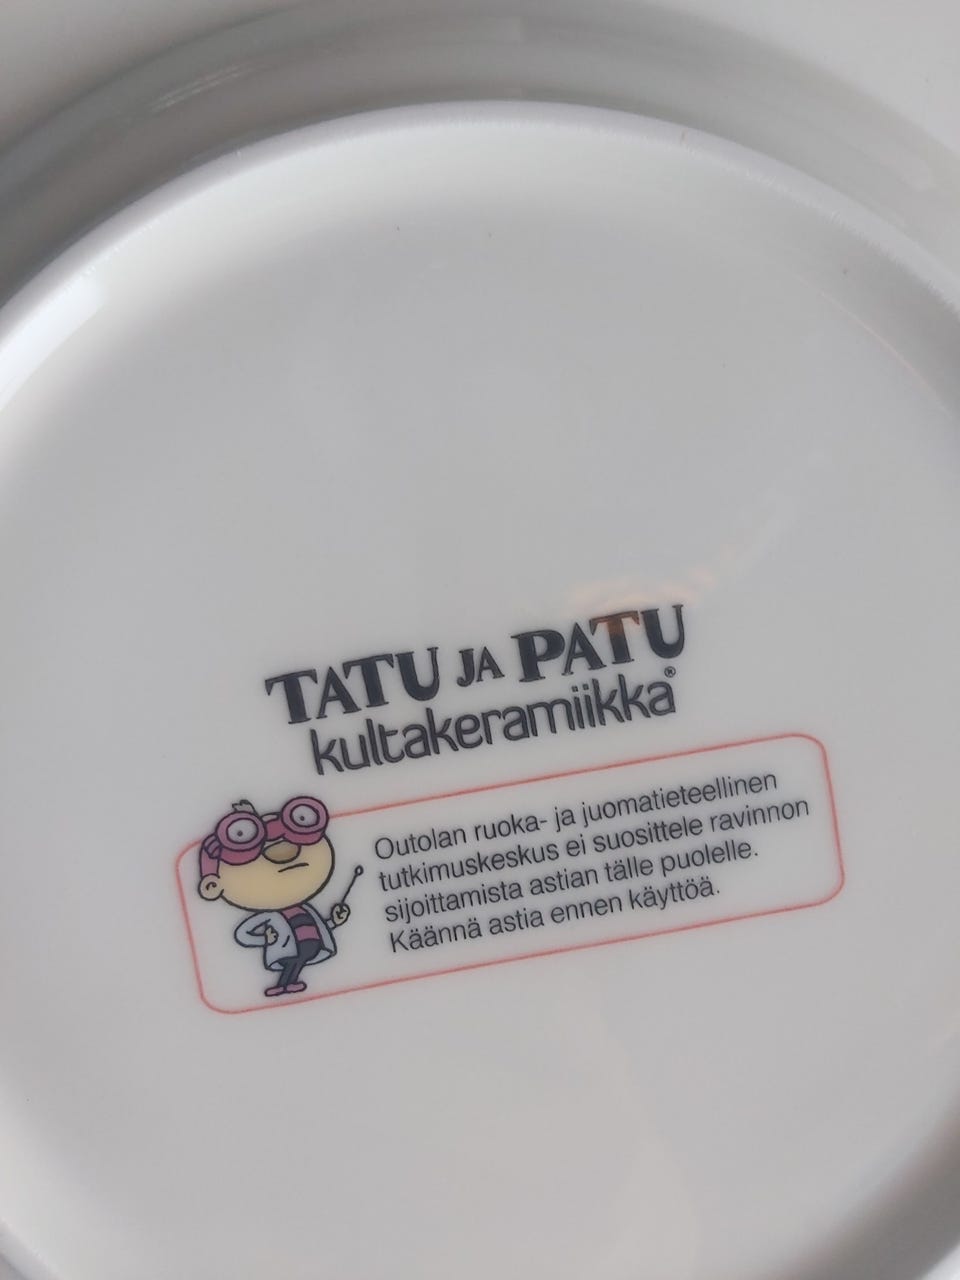 TATU JA PATU
kultakeramiikka®
Outolan ruoka- ja juomatieteellinen
tutkimuskeskus ei suosittele ravinnon
sijoittamista astian tälle puolelle.
Käännä astia ennen käyttöä.